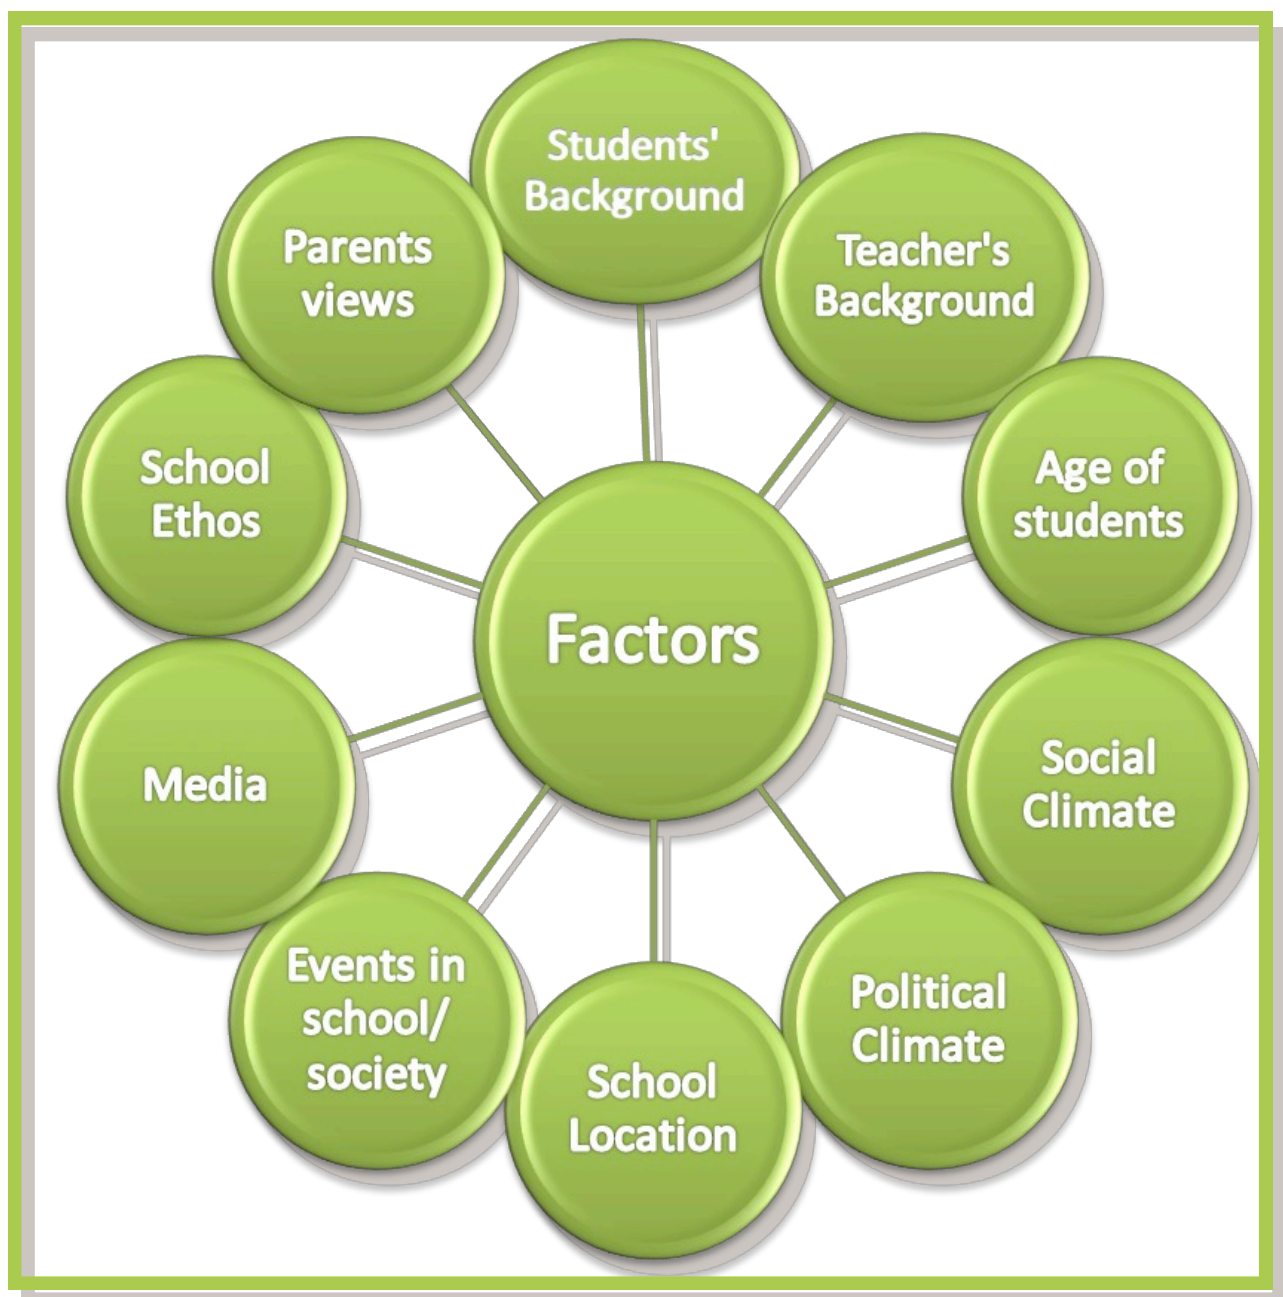 Students'
Background
Teacher's
Background
Age of
students
Social
Climate
Political
Climate
School
Location
Events in
school/
society
Media
School
Ethos
Parents
views
Factors